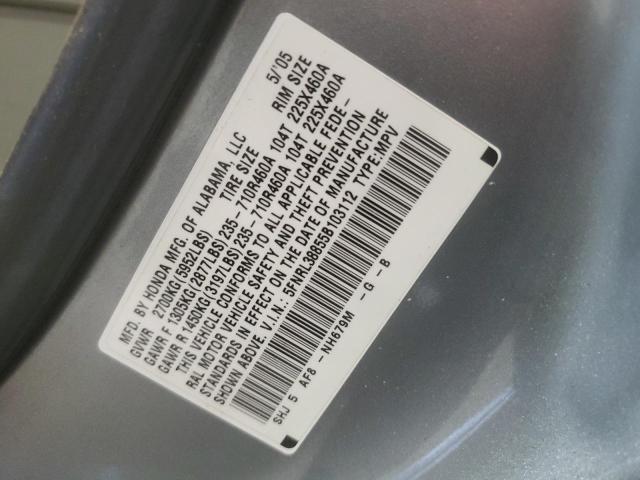 MFD. BY HONDA MFG. OF ALABAMA, LLC 5/'05
GVWR 2700KG(5952LBS) TIRE SIZE RIM SIZE
GAWR F 1305KG(2877LBS)235-710R460A 104T 225X460A
GAWR R 1450KG(3197LBS)235-710R460A 104T 225X460A
THIS VEHICLE CONFORMS TO ALL APPLICABLE FEDE-
RAL MOTOR VEHICLE SAFETY AND THEFT PREVENTION
STANDARDS IN EFFECT ON THE DATE OF MANUFACTURE
SHOWN ABOVE. V.I.N.: 5FNRL38855B103112 TYPE:MPV
SHJ 5 AF8 -NH679M -G -B